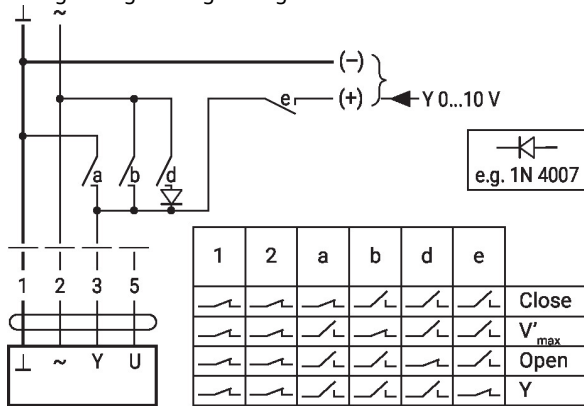 ⊥ ~
(–)
e (+) Y 0...10 V
a b d
e.g. 1N 4007
1 2 3 5
⊥ ~ Y U
1 2 a b d e
Close
V'max
Open
Y